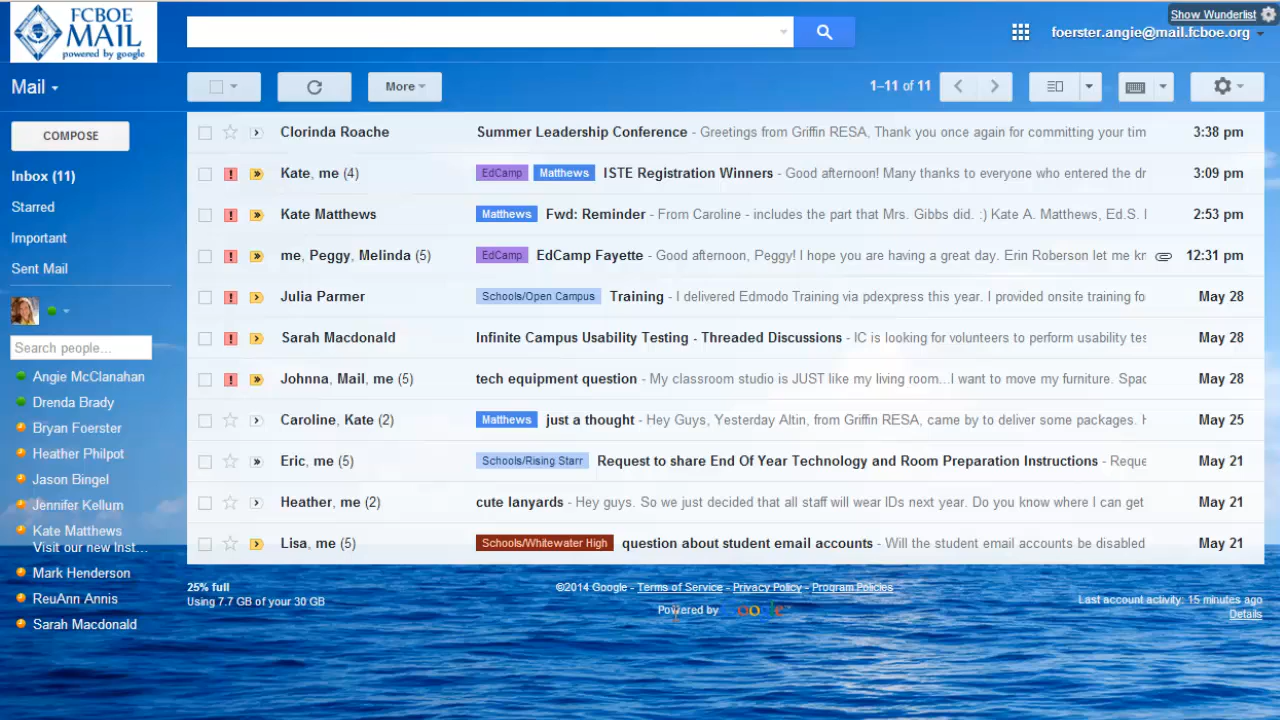 FCBOE
MAIL
powered by google
Show Wunderlist
foerster.angie@mail.fcboe.org
Mail
More
1–11 of 11
COMPOSE
Inbox (11)
Starred
Important
Sent Mail
Search people...
Angie McClanahan
Drenda Brady
Bryan Foerster
Heather Philpot
Jason Bingel
Jennifer Kellum
Kate Matthews
Visit our new Inst...
Mark Henderson
ReuAnn Annis
Sarah Macdonald
Clorinda Roache Summer Leadership Conference - Greetings from Griffin RESA, Thank you once again for committing your tim 3:38 pm
Kate, me (4) EdCamp Matthews ISTE Registration Winners - Good afternoon! Many thanks to everyone who entered the dr 3:09 pm
Kate Matthews Matthews Fwd: Reminder - From Caroline - includes the part that Mrs. Gibbs did. :) Kate A. Matthews, Ed.S. 2:53 pm
me, Peggy, Melinda (5) EdCamp EdCamp Fayette - Good afternoon, Peggy! I hope you are having a great day. Erin Roberson let me kn 12:31 pm
Julia Parmer Schools/Open Campus Training - I delivered Edmodo Training via pdexpress this year. I provided onsite training fo May 28
Sarah Macdonald Infinite Campus Usability Testing - Threaded Discussions - IC is looking for volunteers to perform usability tes May 28
Johnna, Mail, me (5) tech equipment question - My classroom studio is JUST like my living room...I want to move my furniture. Spac May 28
Caroline, Kate (2) Matthews just a thought - Hey Guys, Yesterday Altin, from Griffin RESA, came by to deliver some packages. May 25
Eric, me (5) Schools/Rising Starr Request to share End Of Year Technology and Room Preparation Instructions - Reque May 21
Heather, me (2) cute lanyards - Hey guys. So we just decided that all staff will wear IDs next year. Do you know where I can get May 21
Lisa, me (5) Schools/Whitewater High question about student email accounts - Will the student email accounts be disabled May 21
25% full
Using 7.7 GB of your 30 GB
©2014 Google - Terms of Service - Privacy Policy - Program Policies
Powered by Google
Last account activity: 15 minutes ago
Details